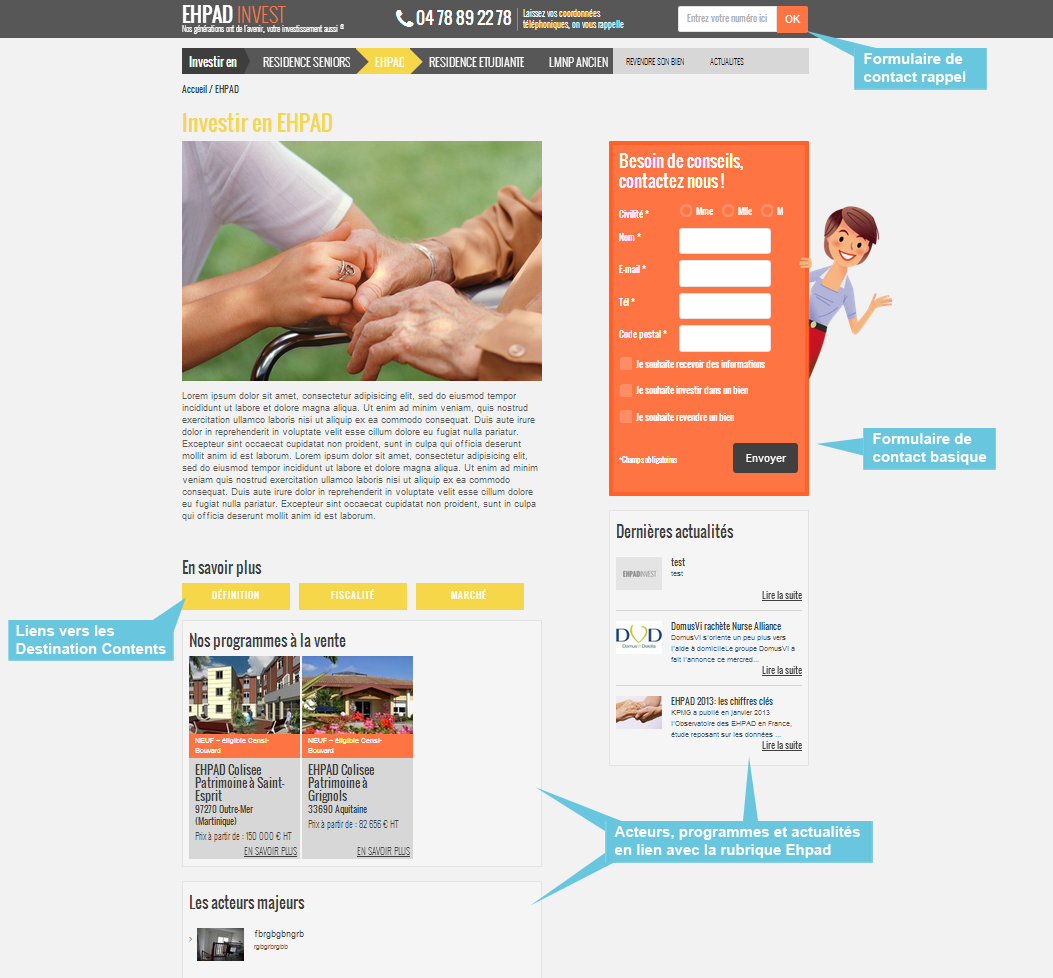 EHPAD INVEST
Nos générations ont de l'avenir, votre investissement aussi ®
04 78 89 22 78
Laissez vos coordonnées
téléphoniques, on vous rappelle
Entrez votre numéro ici
OK
Formulaire de
contact rappel
Investir en
RESIDENCE SENIORS
EHPAD
RESIDENCE ETUDIANTE
LMNP ANCIEN
REVENDRE SON BIEN
ACTUALITES
Accueil / EHPAD
Investir en EHPAD
Besoin de conseils,
contactez nous !
Civilité *
Mme
Mlle
M
Nom *
E-mail *
Tél *
Code postal *
Je souhaite recevoir des informations
Je souhaite investir dans un bien
Je souhaite revendre un bien
*Champs obligatoires
Envoyer
Formulaire de
contact basique
Lorem ipsum dolor sit amet, consectetur adipisicing elit, sed do eiusmod tempor
incididunt ut labore et dolore magna aliqua. Ut enim ad minim veniam, quis nostrud
exercitation ullamco laboris nisi ut aliquip ex ea commodo consequat. Duis aute irure
dolor in reprehenderit in voluptate velit esse cillum dolore eu fugiat nulla pariatur.
Excepteur sint occaecat cupidatat non proident, sunt in culpa qui officia deserunt
mollit anim id est laborum. Lorem ipsum dolor sit amet, consectetur adipisicing elit,
sed do eiusmod tempor incididunt ut labore et dolore magna aliqua. Ut enim ad minim
veniam quis nostrud exercitation ullamco laboris nisi ut aliquip ex ea commodo
consequat. Duis aute irure dolor in reprehenderit in voluptate velit esse cillum dolore
eu fugiat nulla pariatur. Excepteur sint occaecat cupidatat non proident, sunt in culpa
qui officia deserunt mollit anim id est laborum.
En savoir plus
DÉFINITION
FISCALITÉ
MARCHÉ
Liens vers les
Destination Contents
Nos programmes à la vente
NEUF – éligible Censi-
Bouvard
EHPAD Colisee
Patrimoine à Saint-
Esprit
97270 Outre-Mer
(Martinique)
Prix à partir de : 150 000 € HT
EN SAVOIR PLUS
NEUF – éligible Censi-
Bouvard
EHPAD Colisee
Patrimoine à
Grignols
33690 Aquitaine
Prix à partir de : 82 656 € HT
EN SAVOIR PLUS
Dernières actualités
EHPADINVEST
test
test
Lire la suite
DVD
DomusVi Dolcéa
DomusVi rachète Nurse Alliance
DomusVi s'oriente un peu plus vers
l'aide à domicileLe groupe DomusVi a
fait l'annonce ce mercred...
Lire la suite
EHPAD 2013: les chiffres clés
KPMG a publié en janvier 2013
l'Observatoire des EHPAD en France,
étude reposant sur les données ...
Lire la suite
Acteurs, programmes et actualités
en lien avec la rubrique Ehpad
Les acteurs majeurs
fbrgbgbngrb
rgbgrbrgbb